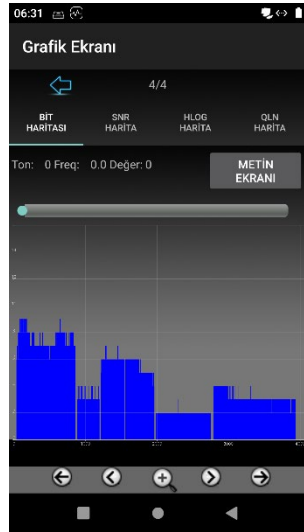 06:31
Grafik Ekranı
4/4
BİT HARİTASI
SNR HARİTA
HLOG HARİTA
QLN HARİTA
Ton: 0 Freq: 0.0 Değer: 0
METİN EKRANI